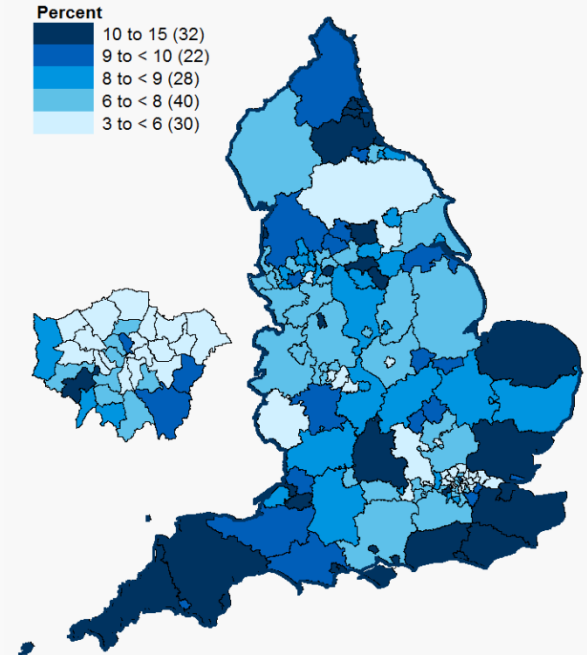 Percent
10 to 15 (32)
9 to < 10 (22)
8 to < 9 (28)
6 to < 8 (40)
3 to < 6 (30)